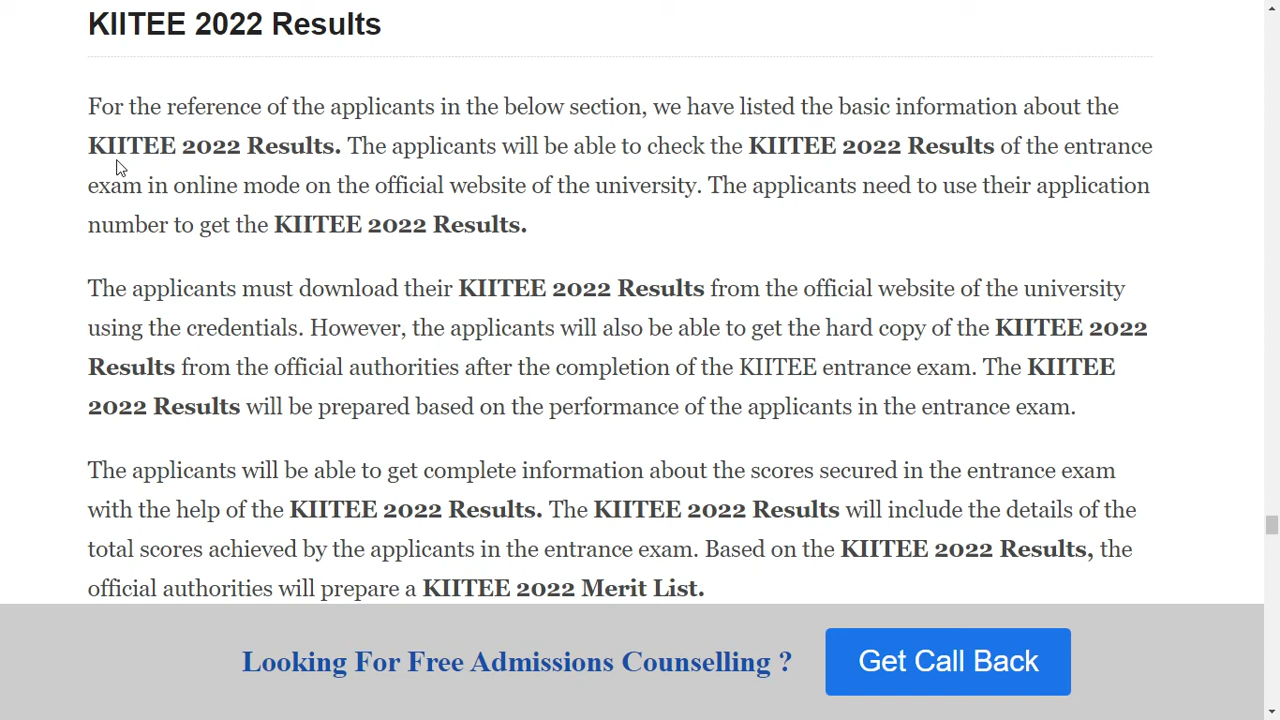 KIITEE 2022 Results
For the reference of the applicants in the below section, we have listed the basic information about the
KIITEE 2022 Results. The applicants will be able to check the KIITEE 2022 Results of the entrance
exam in online mode on the official website of the university. The applicants need to use their application
number to get the KIITEE 2022 Results.
The applicants must download their KIITEE 2022 Results from the official website of the university
using the credentials. However, the applicants will also be able to get the hard copy of the KIITEE 2022
Results from the official authorities after the completion of the KIITEE entrance exam. The KIITEE
2022 Results will be prepared based on the performance of the applicants in the entrance exam.
The applicants will be able to get complete information about the scores secured in the entrance exam
with the help of the KIITEE 2022 Results. The KIITEE 2022 Results will include the details of the
total scores achieved by the applicants in the entrance exam. Based on the KIITEE 2022 Results, the
official authorities will prepare a KIITEE 2022 Merit List.
Looking For Free Admissions Counselling ? Get Call Back